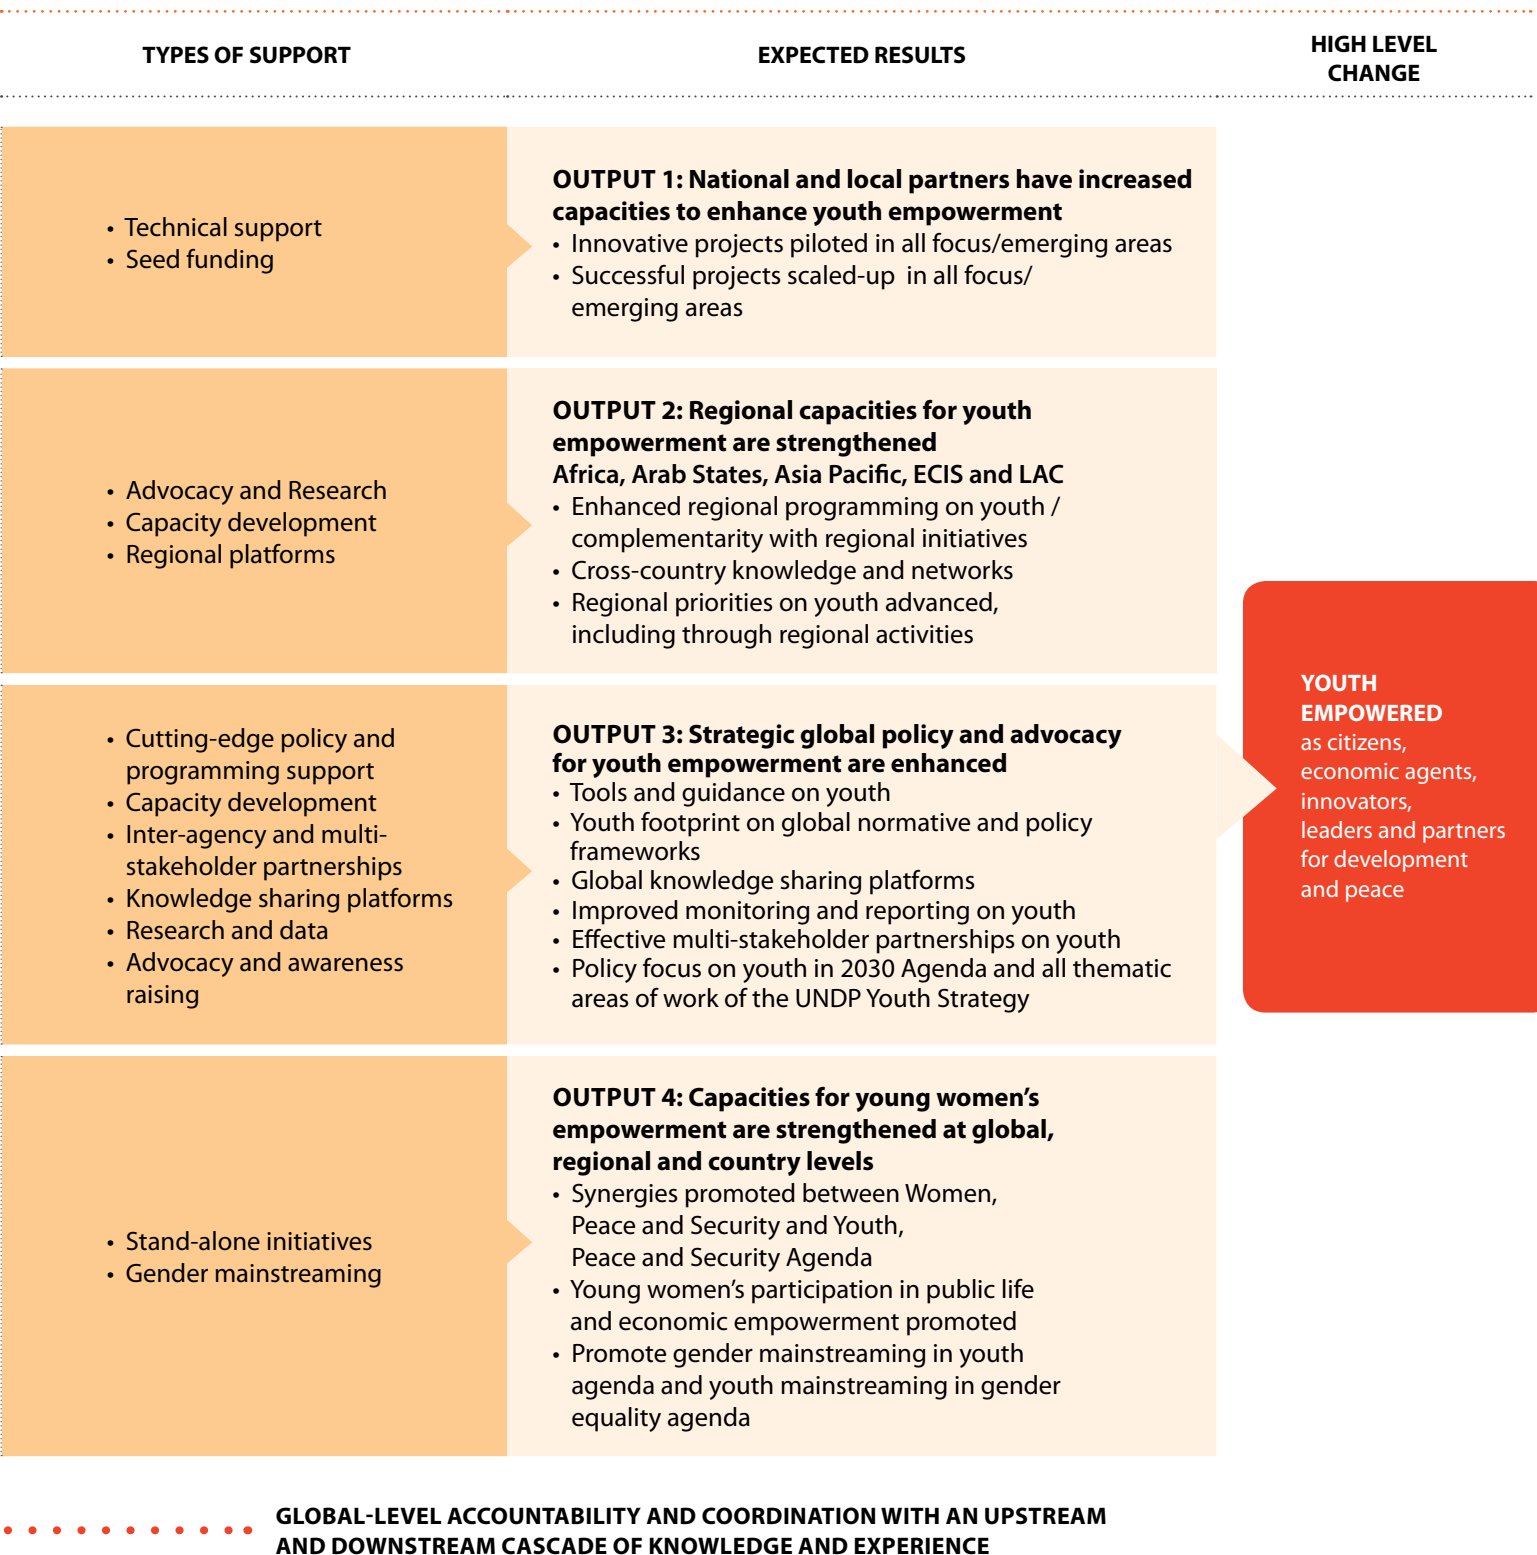 TYPES OF SUPPORT
EXPECTED RESULTS
HIGH LEVEL
CHANGE
• Technical support
• Seed funding
OUTPUT 1: National and local partners have increased
capacities to enhance youth empowerment
• Innovative projects piloted in all focus/emerging areas
• Successful projects scaled-up in all focus/
emerging areas
• Advocacy and Research
• Capacity development
• Regional platforms
OUTPUT 2: Regional capacities for youth
empowerment are strengthened
Africa, Arab States, Asia Pacific, ECIS and LAC
• Enhanced regional programming on youth /
complementarity with regional initiatives
• Cross-country knowledge and networks
• Regional priorities on youth advanced,
including through regional activities
• Cutting-edge policy and
programming support
• Capacity development
• Inter-agency and multi-
stakeholder partnerships
• Knowledge sharing platforms
• Research and data
• Advocacy and awareness
raising
OUTPUT 3: Strategic global policy and advocacy
for youth empowerment are enhanced
• Tools and guidance on youth
• Youth footprint on global normative and policy
frameworks
• Global knowledge sharing platforms
• Improved monitoring and reporting on youth
• Effective multi-stakeholder partnerships on youth
• Policy focus on youth in 2030 Agenda and all thematic
areas of work of the UNDP Youth Strategy
• Stand-alone initiatives
• Gender mainstreaming
OUTPUT 4: Capacities for young women's
empowerment are strengthened at global,
regional and country levels
• Synergies promoted between Women,
Peace and Security and Youth,
Peace and Security Agenda
• Young women's participation in public life
and economic empowerment promoted
• Promote gender mainstreaming in youth
agenda and youth mainstreaming in gender
equality agenda
YOUTH
EMPOWERED
as citizens,
economic agents,
innovators,
leaders and partners
for development
and peace
GLOBAL-LEVEL ACCOUNTABILITY AND COORDINATION WITH AN UPSTREAM
AND DOWNSTREAM CASCADE OF KNOWLEDGE AND EXPERIENCE